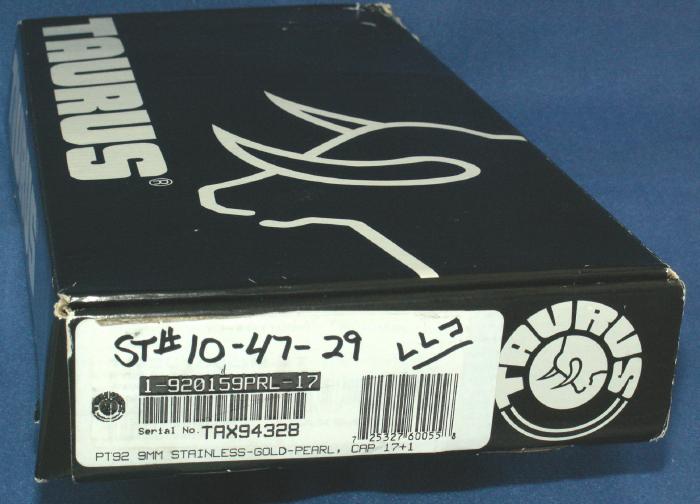 TAURUS®
TAURUS
ST# 10-47-29
1-920159PRL-17
Serial No. TAX94328
7 25327 60055 8
PT92 9MM STAINLESS-GOLD-PEARL, CAP 17+1
TAURUS